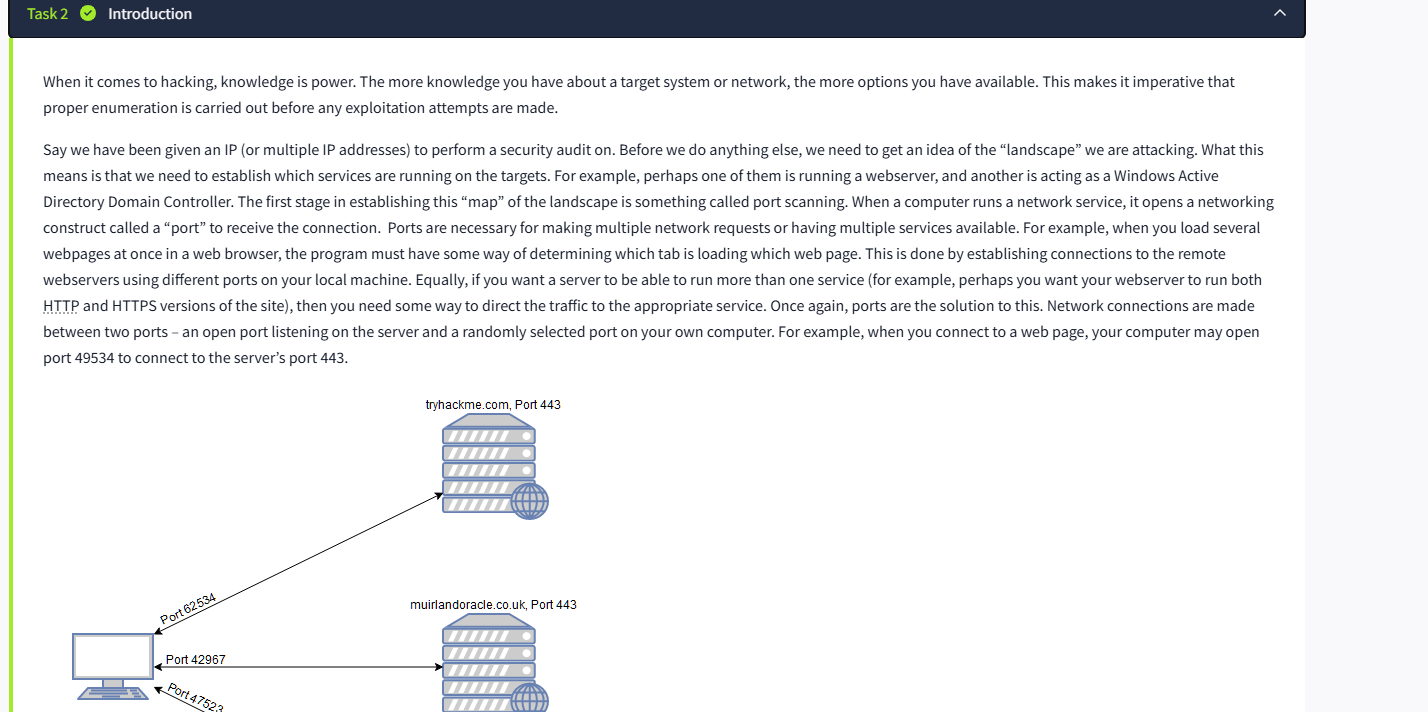 Task 2 Introduction
When it comes to hacking, knowledge is power. The more knowledge you have about a target system or network, the more options you have available. This makes it imperative that
proper enumeration is carried out before any exploitation attempts are made.
Say we have been given an IP (or multiple IP addresses) to perform a security audit on. Before we do anything else, we need to get an idea of the “landscape” we are attacking. What this
means is that we need to establish which services are running on the targets. For example, perhaps one of them is running a webserver, and another is acting as a Windows Active
Directory Domain Controller. The first stage in establishing this “map” of the landscape is something called port scanning. When a computer runs a network service, it opens a networking
construct called a “port” to receive the connection.  Ports are necessary for making multiple network requests or having multiple services available. For example, when you load several
webpages at once in a web browser, the program must have some way of determining which tab is loading which web page. This is done by establishing connections to the remote
webservers using different ports on your local machine. Equally, if you want a server to be able to run more than one service (for example, perhaps you want your webserver to run both
HTTP and HTTPS versions of the site), then you need some way to direct the traffic to the appropriate service. Once again, ports are the solution to this. Network connections are made
between two ports – an open port listening on the server and a randomly selected port on your own computer. For example, when you connect to a web page, your computer may open
port 49534 to connect to the server’s port 443.
tryhackme.com, Port 443
Port 62534
muirlandoracle.co.uk, Port 443
Port 42967
Port 47523